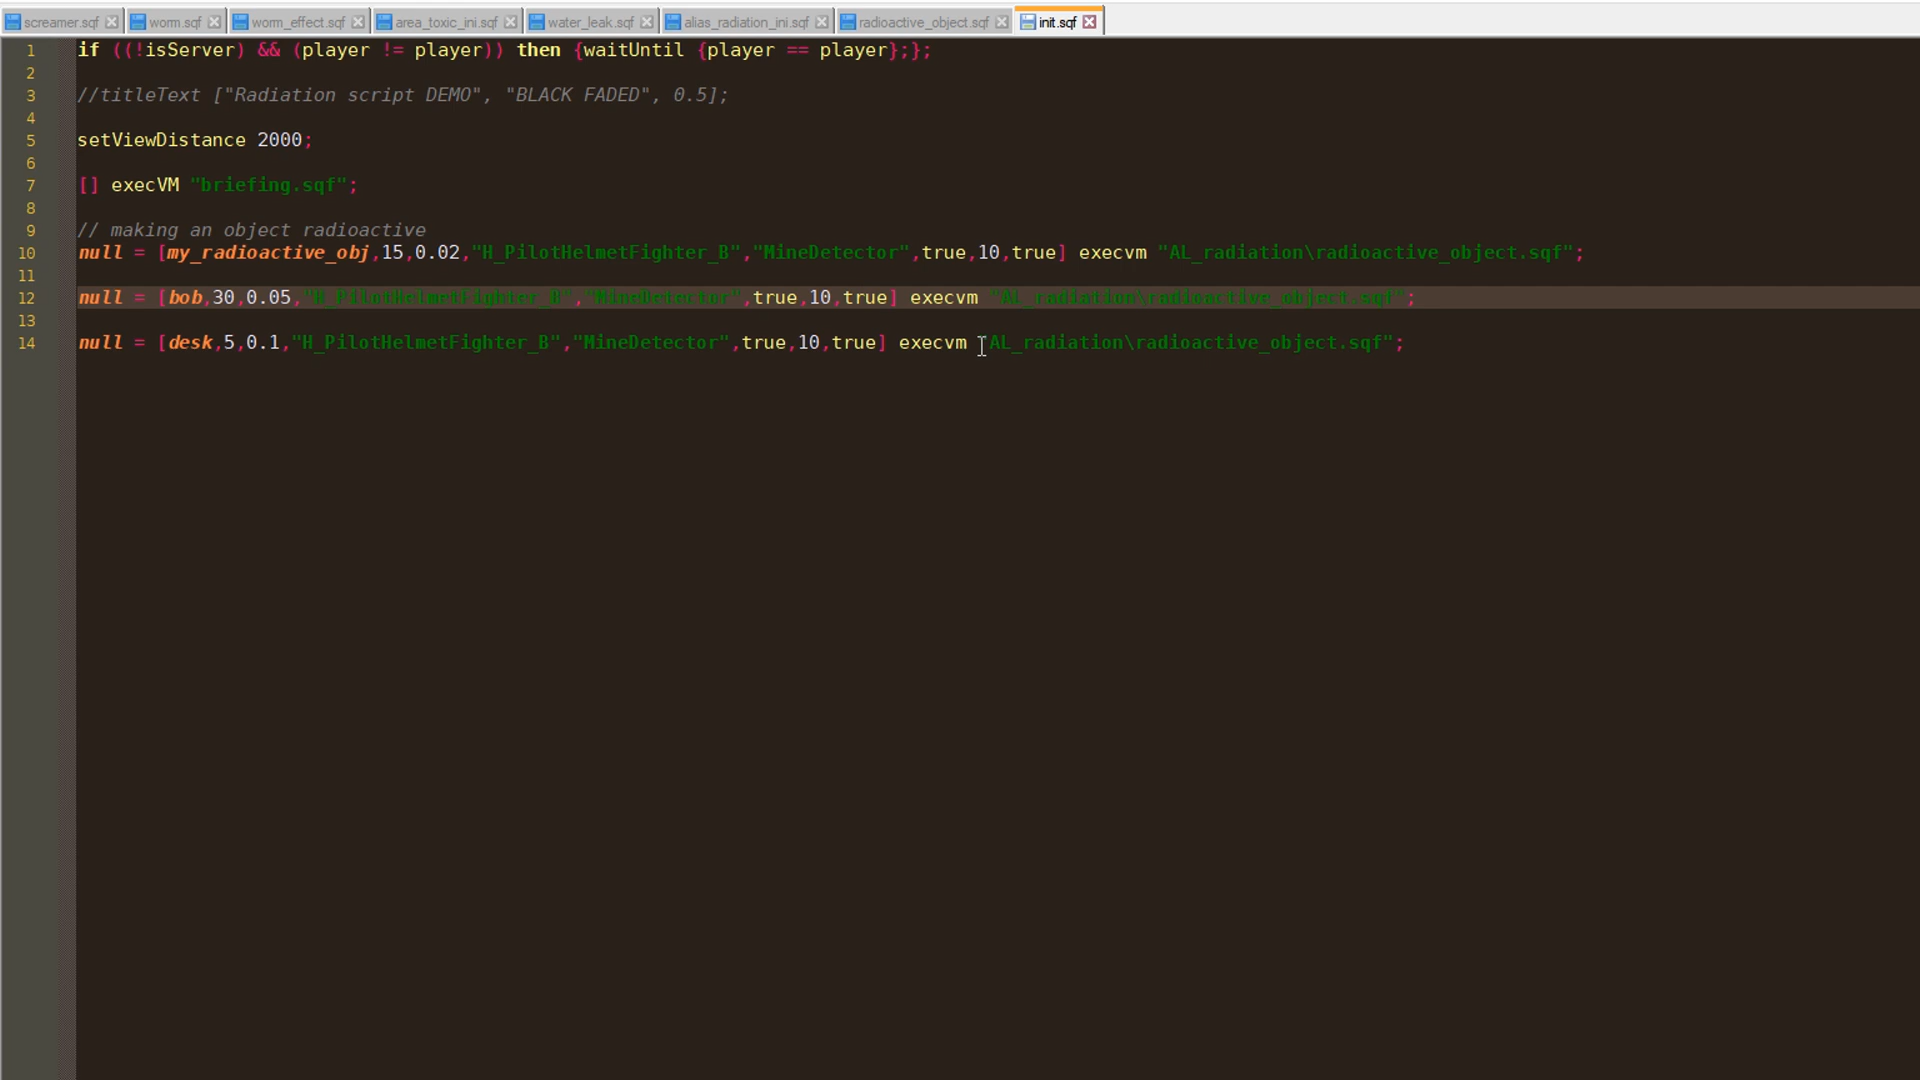 screamer.sqf worm.sqf worm_effect.sqf area_toxic_ini.sqf water_leak.sqf alias_radiation_ini.sqf radioactive_object.sqf init.sqf
1 if ((!isServer) && (player != player)) then {waitUntil {player == player};};
2
3 //titleText ["Radiation script DEMO", "BLACK FADED", 0.5];
4
5 setViewDistance 2000;
6
7 [] execVM "briefing.sqf";
8
9 // making an object radioactive
10 null = [my_radioactive_obj,15,0.02,"H_PilotHelmetFighter_B","MineDetector",true,10,true] execvm "AL_radiation\radioactive_object.sqf";
11
12 null = [bob,30,0.05,"H_PilotHelmetFighter_B","MineDetector",true,10,true] execvm "AL_radiation\radioactive_object.sqf";
13
14 null = [desk,5,0.1,"H_PilotHelmetFighter_B","MineDetector",true,10,true] execvm "AL_radiation\radioactive_object.sqf";